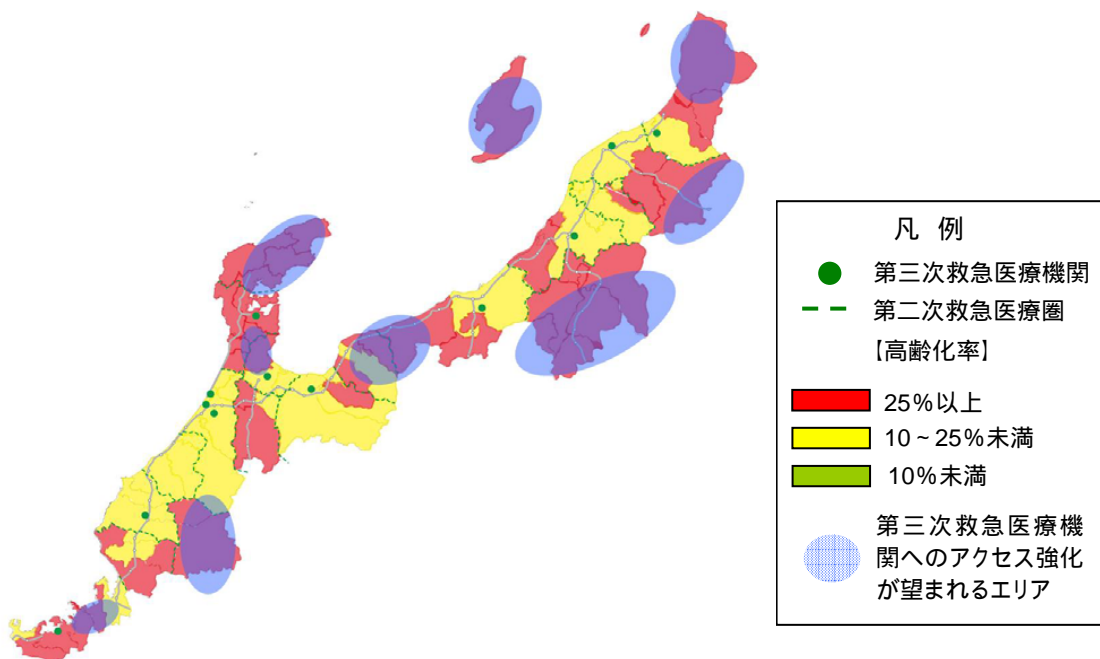 凡 例
第三次救急医療機関
第二次救急医療圏
【高齢化率】
25%以上
10~25%未満
10%未満
第三次救急医療機
関へのアクセス強化
が望まれるエリア